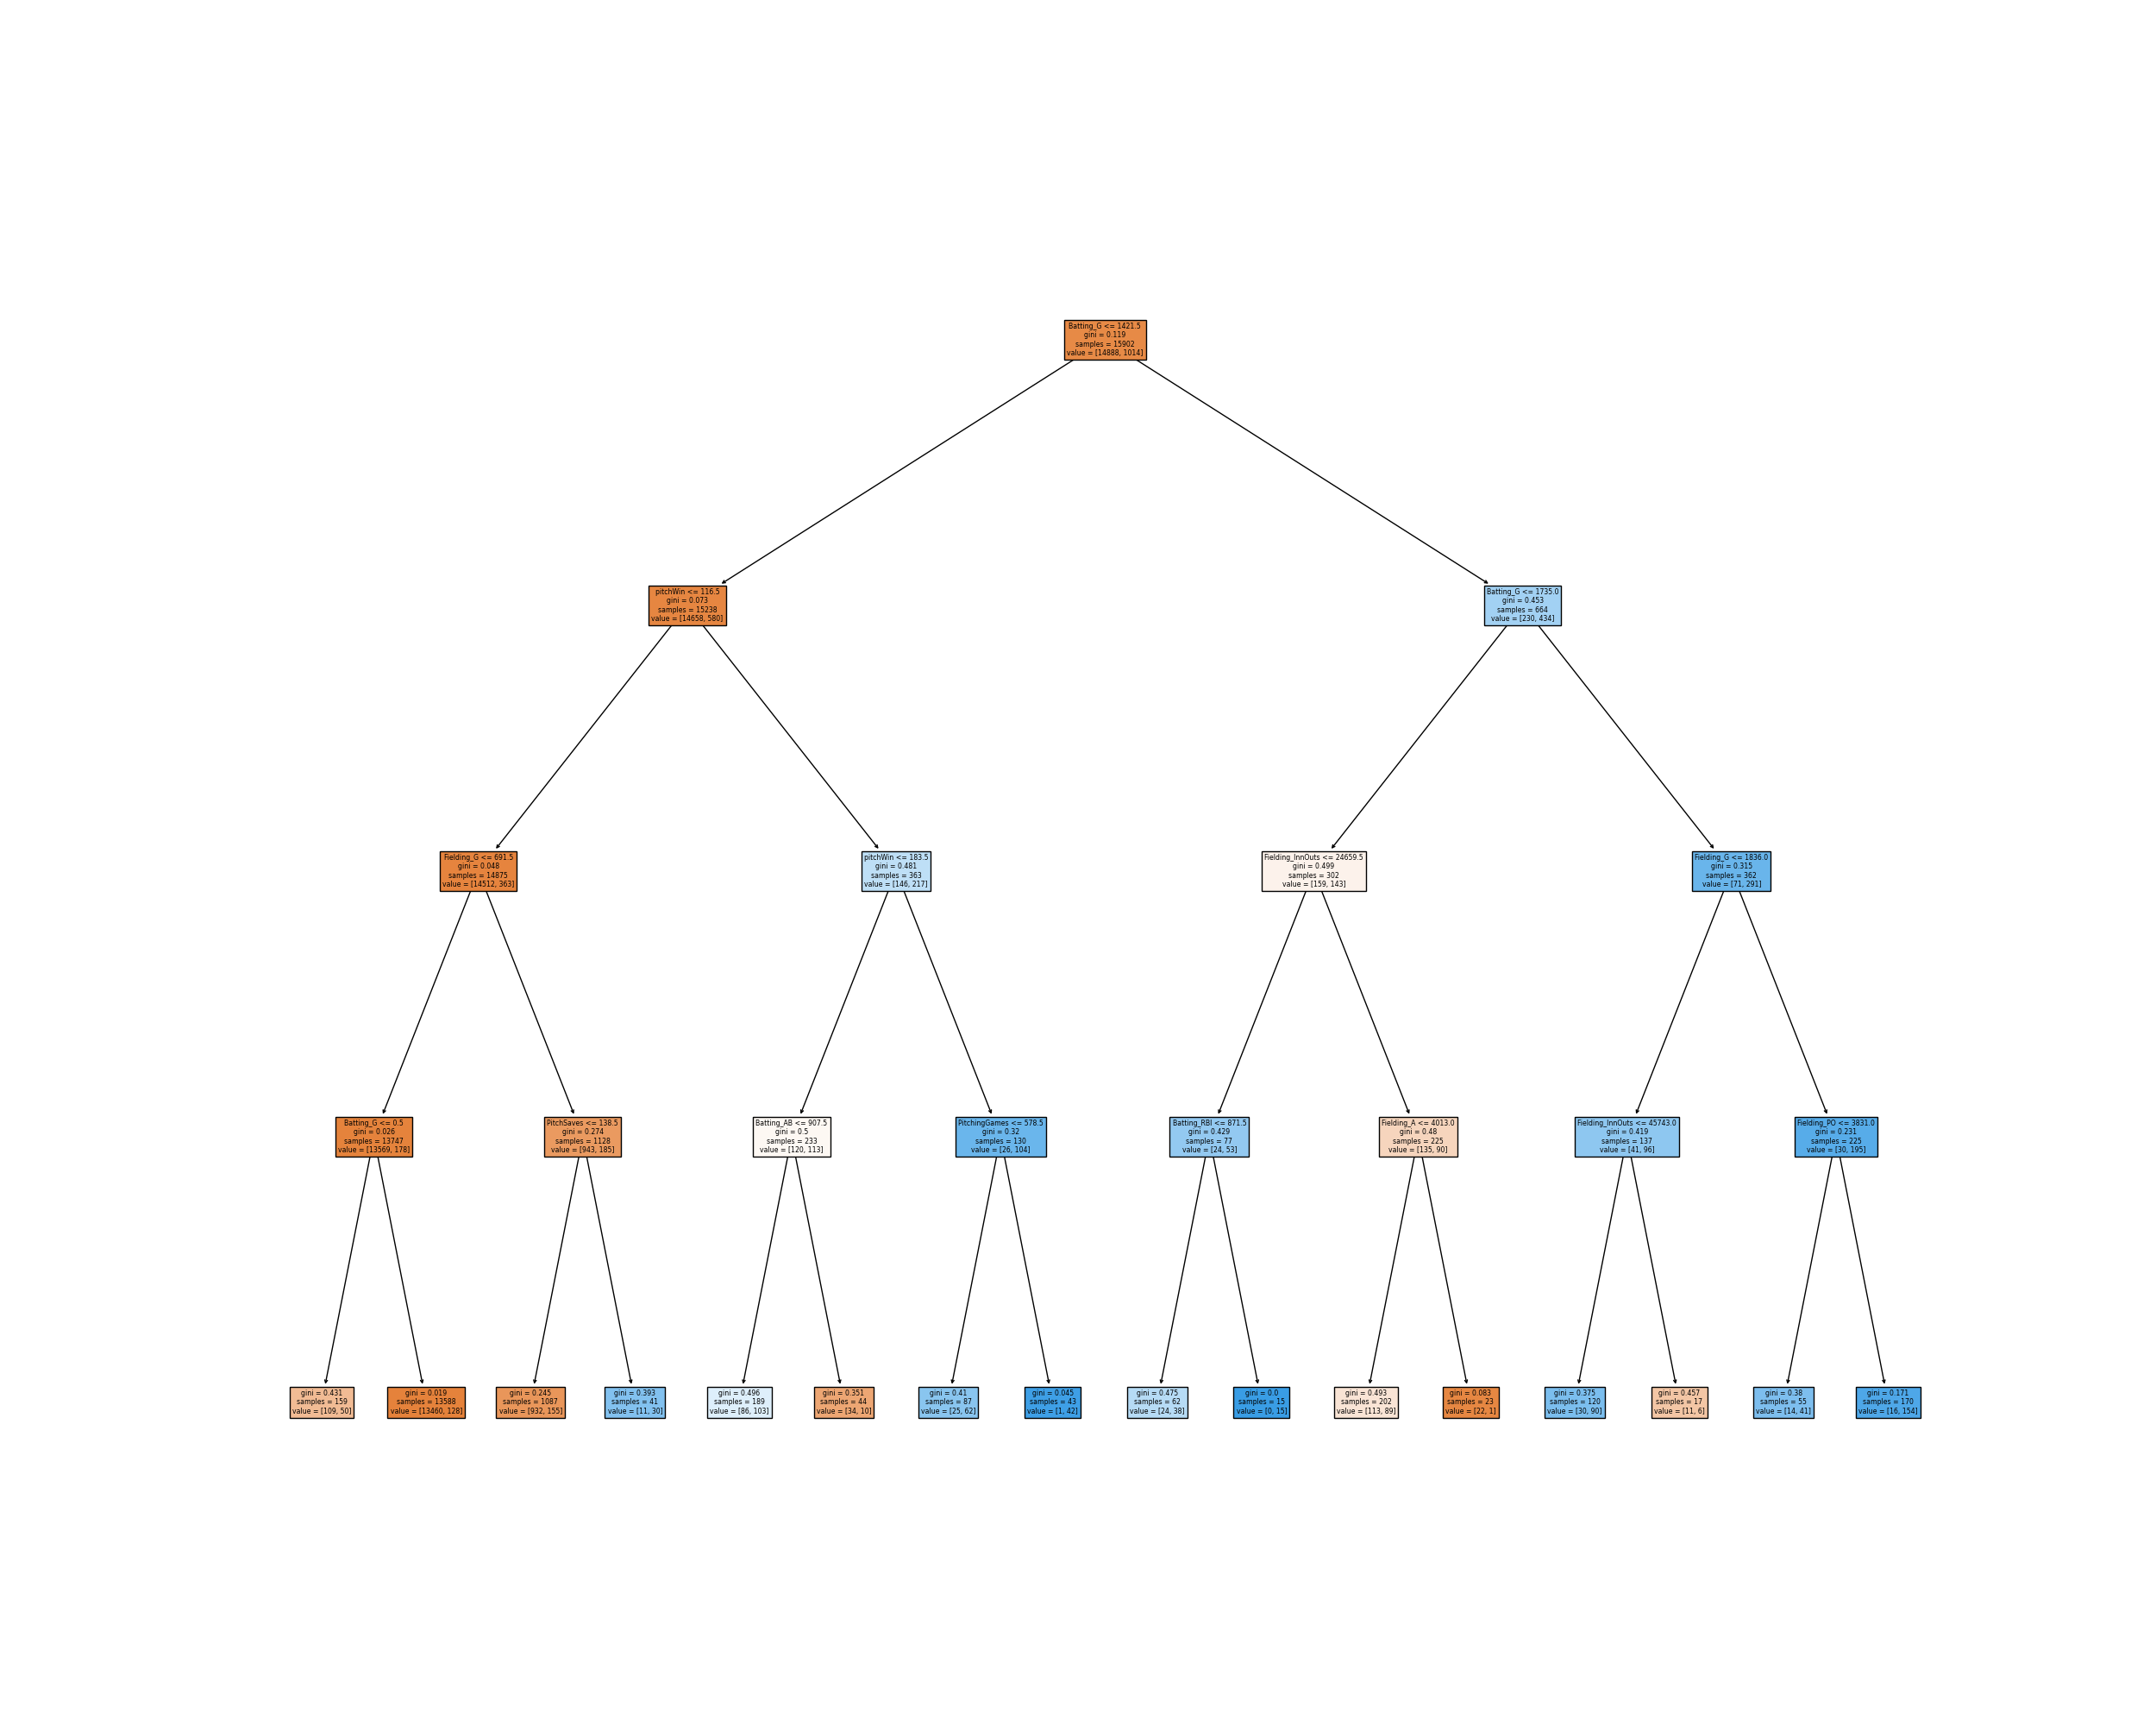 Batting_G <= 1421.5
gini = 0.119
samples = 15902
value = [14888, 1014]
pitchWin <= 116.5
gini = 0.073
samples = 15238
value = [14658, 580]
Batting_G <= 1735.0
gini = 0.453
samples = 664
value = [230, 434]
Fielding_G <= 691.5
gini = 0.048
samples = 14875
value = [14512, 363]
pitchWin <= 183.5
gini = 0.481
samples = 363
value = [146, 217]
Fielding_InnOuts <= 24659.5
gini = 0.499
samples = 302
value = [159, 143]
Fielding_G <= 1836.0
gini = 0.315
samples = 362
value = [71, 291]
Batting_G <= 0.5
gini = 0.026
samples = 13747
value = [13569, 178]
PitchSaves <= 138.5
gini = 0.274
samples = 1128
value = [943, 185]
Batting_AB <= 907.5
gini = 0.5
samples = 233
value = [120, 113]
PitchingGames <= 578.5
gini = 0.32
samples = 130
value = [26, 104]
Batting_RBI <= 871.5
gini = 0.429
samples = 77
value = [24, 53]
Fielding_A <= 4013.0
gini = 0.48
samples = 225
value = [135, 90]
Fielding_InnOuts <= 45743.0
gini = 0.419
samples = 137
value = [41, 96]
Fielding_PO <= 3831.0
gini = 0.231
samples = 225
value = [30, 195]
gini = 0.431
samples = 159
value = [109, 50]
gini = 0.019
samples = 13588
value = [13460, 128]
gini = 0.245
samples = 1087
value = [932, 155]
gini = 0.393
samples = 41
value = [11, 30]
gini = 0.496
samples = 189
value = [86, 103]
gini = 0.351
samples = 44
value = [34, 10]
gini = 0.41
samples = 87
value = [25, 62]
gini = 0.045
samples = 43
value = [1, 42]
gini = 0.475
samples = 62
value = [24, 38]
gini = 0.0
samples = 15
value = [0, 15]
gini = 0.493
samples = 202
value = [113, 89]
gini = 0.083
samples = 23
value = [22, 1]
gini = 0.375
samples = 120
value = [30, 90]
gini = 0.457
samples = 17
value = [11, 6]
gini = 0.38
samples = 55
value = [14, 41]
gini = 0.171
samples = 170
value = [16, 154]